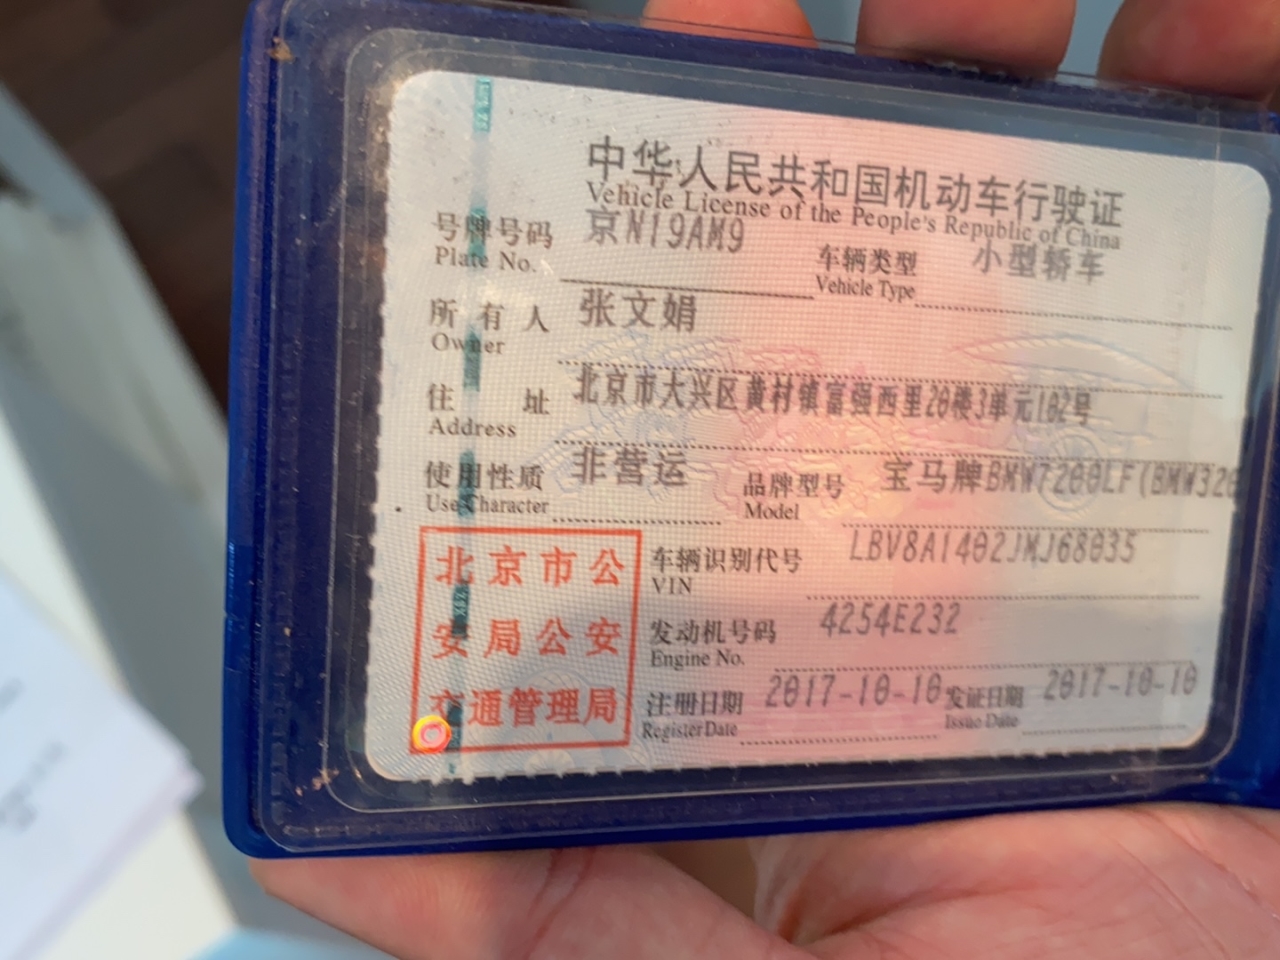 中华人民共和国机动车行驶证
Vehicle License of the People's Republic of China
号牌号码 京N19AM9 车辆类型 小型轿车
Plate No. Vehicle Type
所有人 张文娟
Owner
住址 北京市大兴区黄村镇富强西里20楼3单元102号
Address
使用性质 非营运 品牌型号 宝马牌BMW7200LF(BMW320
Use Character Model
北京市公
安局公安
交通管理局
车辆识别代号 LBV8A1402JMJ68035
VIN
发动机号码 4254E232
Engine No.
注册日期 2017-10-10 发证日期 2017-10-10
Register Date Issue Date